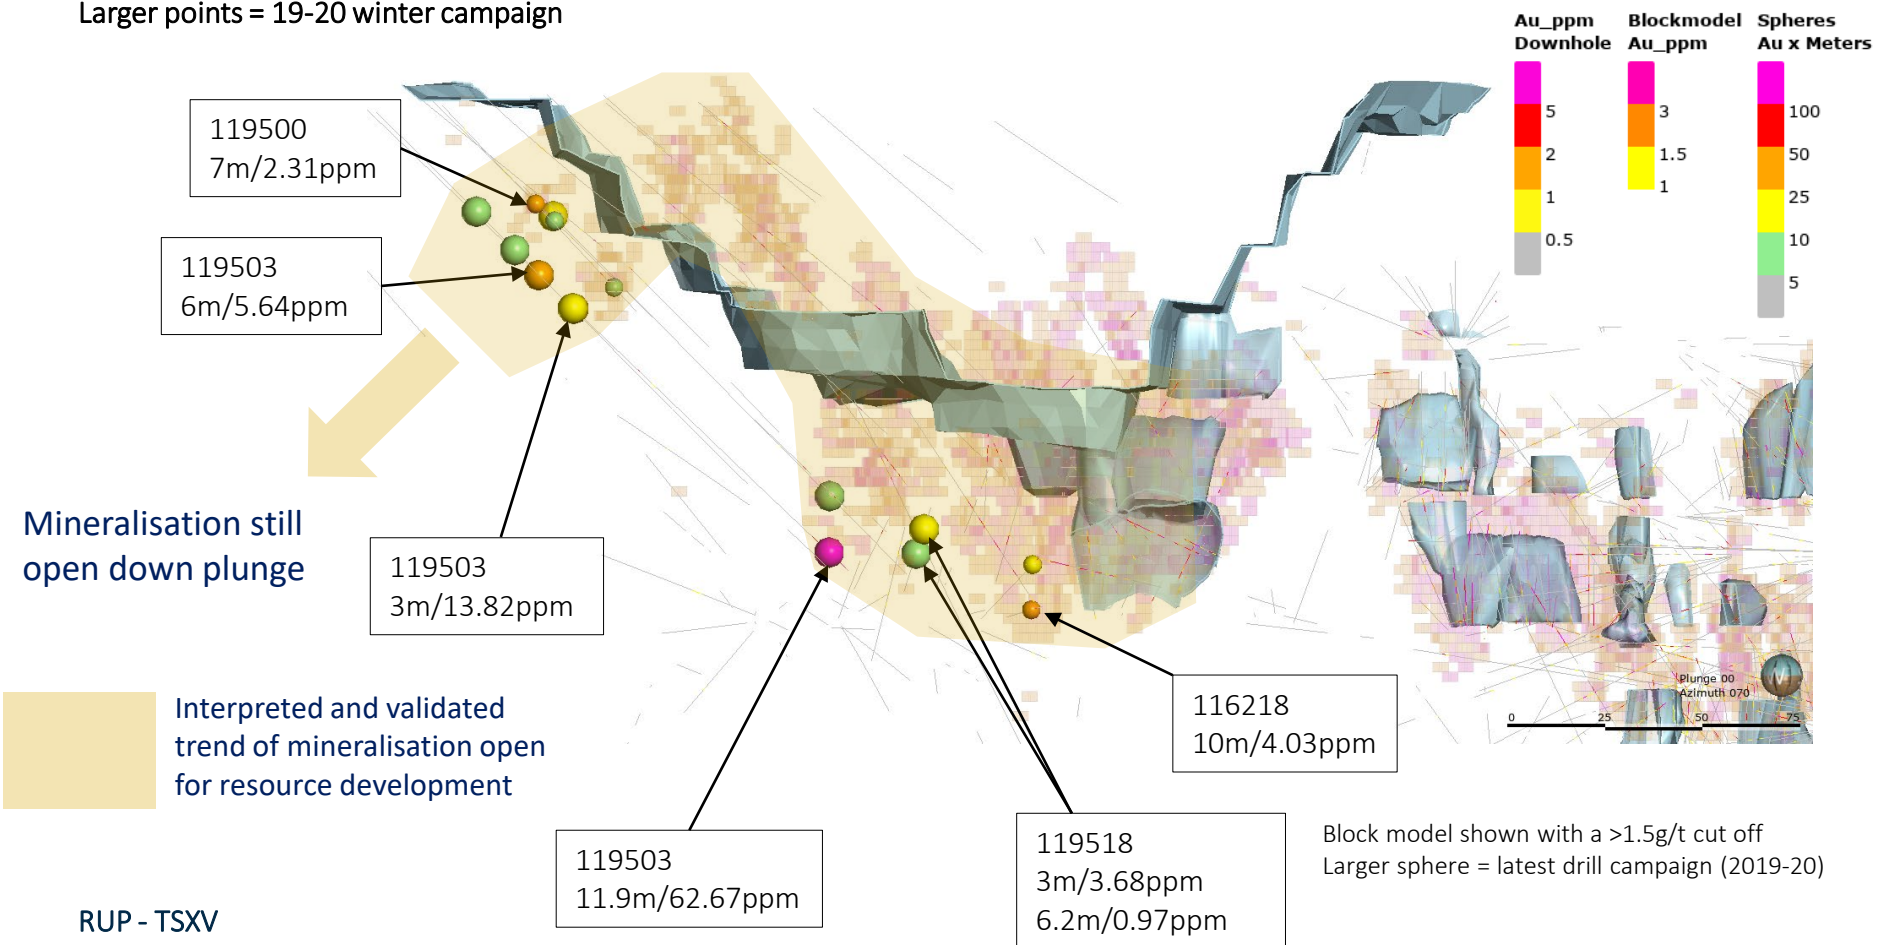 Larger points = 19-20 winter campaign
Au_ppm Downhole
5
2
1
0.5
Blockmodel Au_ppm
3
1.5
1
Spheres Au x Meters
100
50
25
10
5
119500
7m/2.31ppm
119503
6m/5.64ppm
Mineralisation still
open down plunge
119503
3m/13.82ppm
Interpreted and validated
trend of mineralisation open
for resource development
119503
11.9m/62.67ppm
119518
3m/3.68ppm
6.2m/0.97ppm
116218
10m/4.03ppm
Plunge 00
Azimuth 070
0 25 50 75
Block model shown with a >1.5g/t cut off
Larger sphere = latest drill campaign (2019-20)
RUP - TSXV